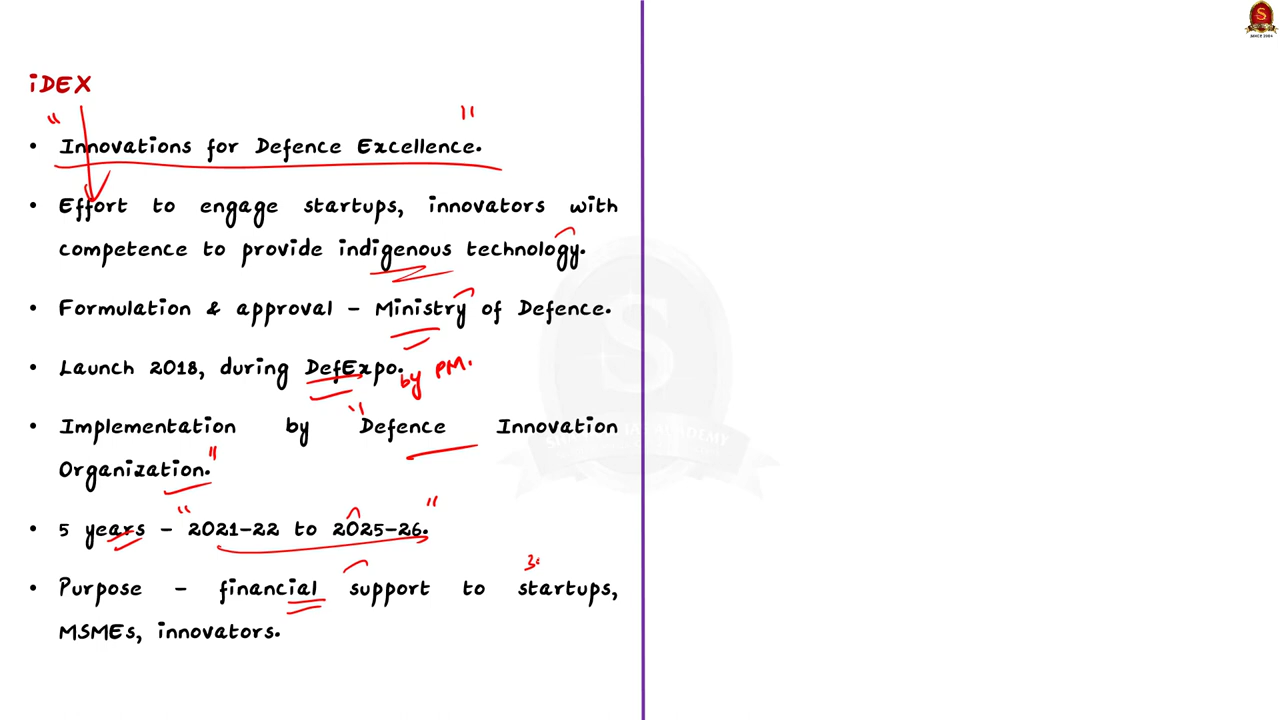 iDEX
• "Innovations for Defence Excellence."
• Effort to engage startups, innovators with
competence to provide indigenous technology.
• Formulation & approval – Ministry of Defence.
• Launch 2018, during DefExpo. by PM.
• Implementation by "Defence Innovation
Organization."
• 5 years – "2021-22 to 2025-26."
• Purpose – financial support to startups,
MSMEs, innovators.